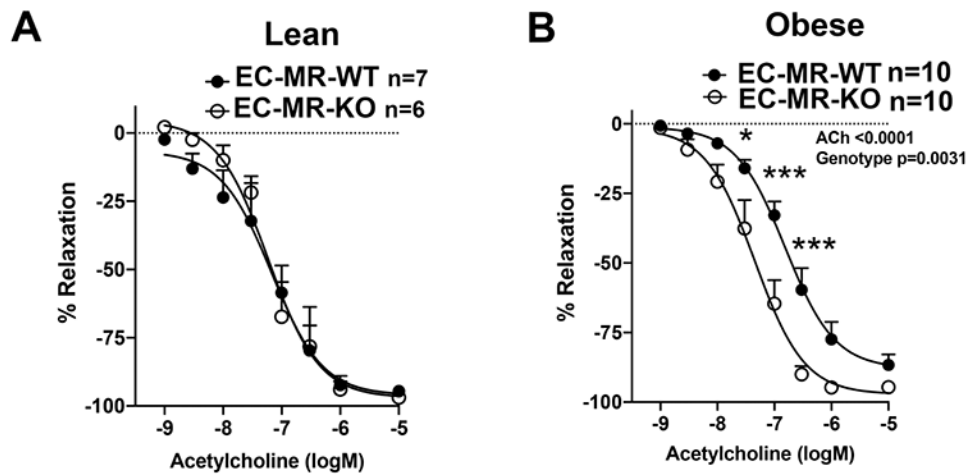 A
Lean
EC-MR-WT n=7
EC-MR-KO n=6
% Relaxation
0
-25
-50
-75
-100
-9
-8
-7
-6
-5
Acetylcholine (logM)
B
Obese
EC-MR-WT n=10
EC-MR-KO n=10
ACh <0.0001
Genotype p=0.0031
*
***
***
% Relaxation
0
-25
-50
-75
-100
-9
-8
-7
-6
-5
Acetylcholine (logM)